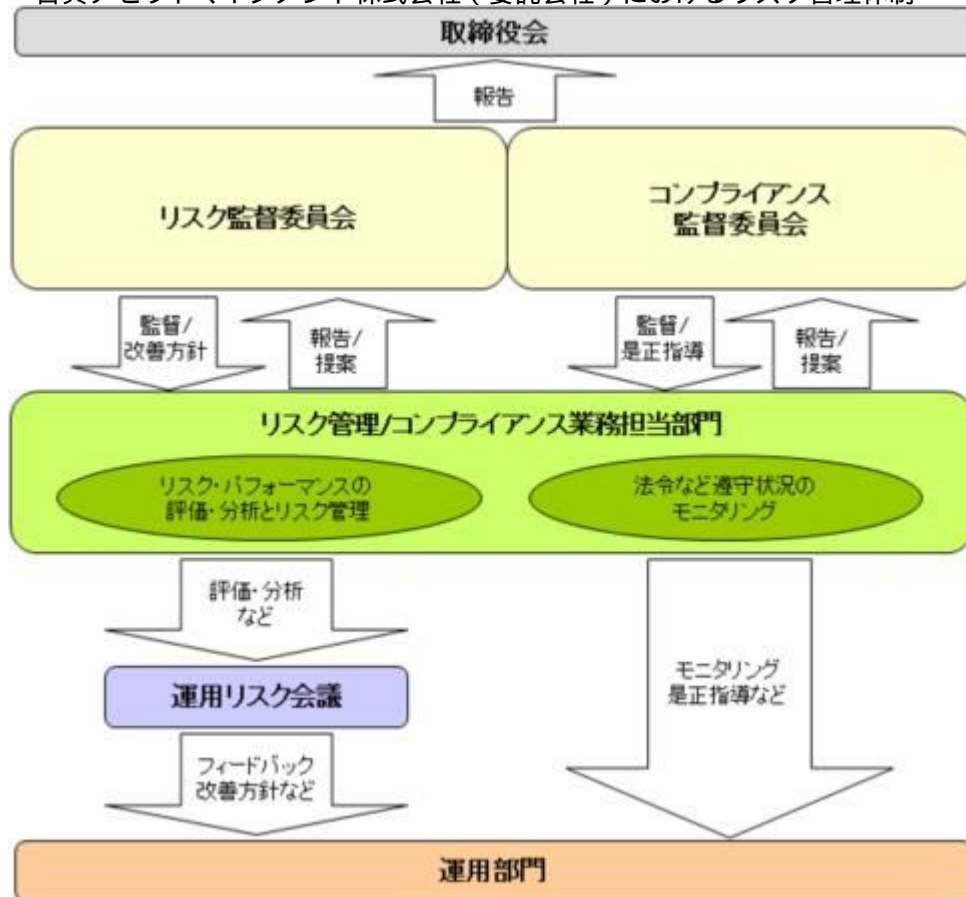 取締役会
報告
リスク監督委員会
コンプライアンス
監督委員会
監督/
改善方針
報告/
提案
監督/
是正指導
報告/
提案
リスク管理/コンプライアンス業務担当部門
リスク・パフォーマンスの
評価・分析とリスク管理
法令など遵守状況の
モニタリング
評価・分析
など
運用リスク会議
モニタリング
是正指導など
フィードバック
改善方針など
運用部門